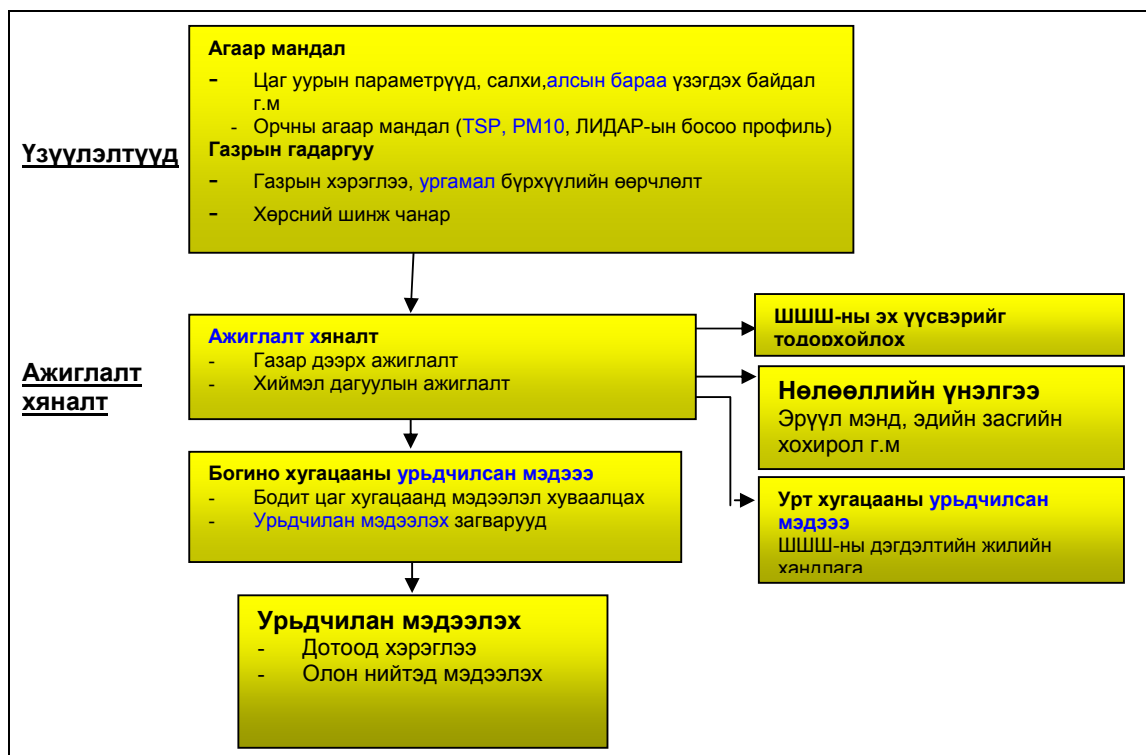 Агаар мандал
- Цаг уурын параметрүүд, салхи,алсын бараа үзэгдэх байдал
г.м
- Орчны агаар мандал (TSP, PM10, ЛИДАР-ын босоо профиль)
Газрын гадаргуу
- Газрын хэрэглээ, ургамал бүрхүүлийн өөрчлөлт
- Хөрсний шинж чанар
Үзүүлэлтүүд
Ажиглалт
хяналт
Ажиглалт хяналт
- Газар дээрх ажиглалт
- Хиймэл дагуулын ажиглалт
ШШШ-ны эх үүсвэрийг
тодорхойлох
Нөлөөллийн үнэлгээ
Эрүүл мэнд, эдийн засгийн
хохирол г.м
Богино хугацааны урьдчилсан мэдэээ
- Бодит цаг хугацаанд мэдээлэл хуваалцах
- Урьдчилан мэдээлэх загварууд
Урт хугацааны урьдчилсан
мэдэээ
ШШШ-ны дэгдэлтийн жилийн
хандлага
Урьдчилан мэдээлэх
- Дотоод хэрэглээ
- Олон нийтэд мэдээлэх